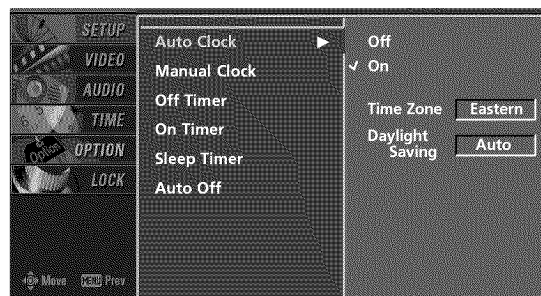 SETUP
VIDEO
AUDIO
TIME
Option OPTION
LOCK
Move MENU Prev
Auto Clock
Manual Clock
Off Timer
On Timer
Sleep Timer
Auto Off
Off
On
Time Zone Eastern
Daylight
Saving Auto